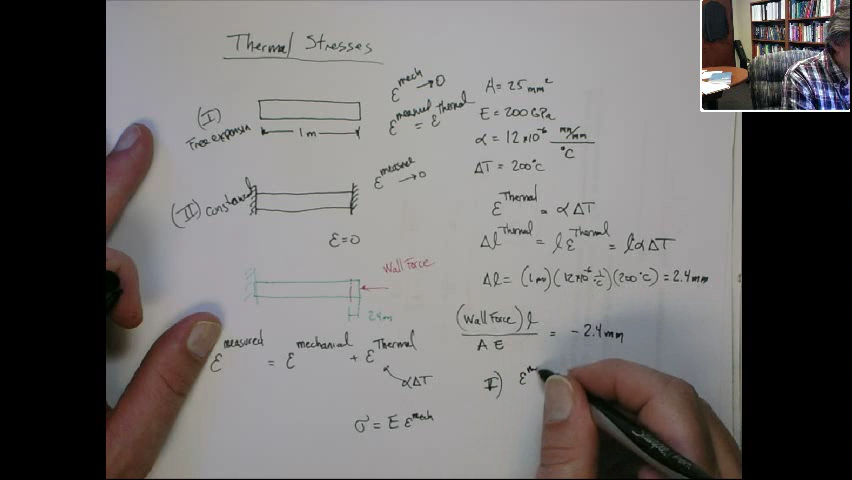 Thermal Stresses
(I)
Free expansion
1 m
ε^mech → 0
ε^measured = ε^Thermal
A = 25 mm²
E = 200 GPa
α = 12×10⁻⁶ mm/mm / °C
ΔT = 200°C
(II) constrained
ε^measured → 0
ε = 0
ε^Thermal = αΔT
Δl^Thermal = l ε^Thermal = lαΔT
Δl = (1m)(12×10⁻⁶ 1/°C)(200°C) = 2.4mm
Wall Force
2.4mm
(Wall Force) l / A E = -2.4mm
ε^measured = ε^mechanical + ε^Thermal
αΔT
σ = E ε^mech
I) ε^m